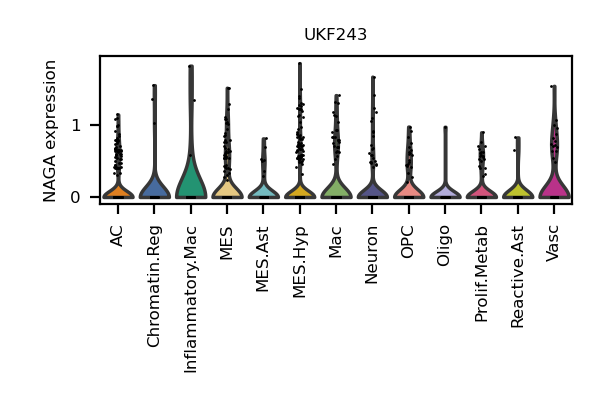 UKF243
NAGA expression
1
0
AC
Chromatin.Reg
Inflammatory.Mac
MES
MES.Ast
MES.Hyp
Mac
Neuron
OPC
Oligo
Prolif.Metab
Reactive.Ast
Vasc